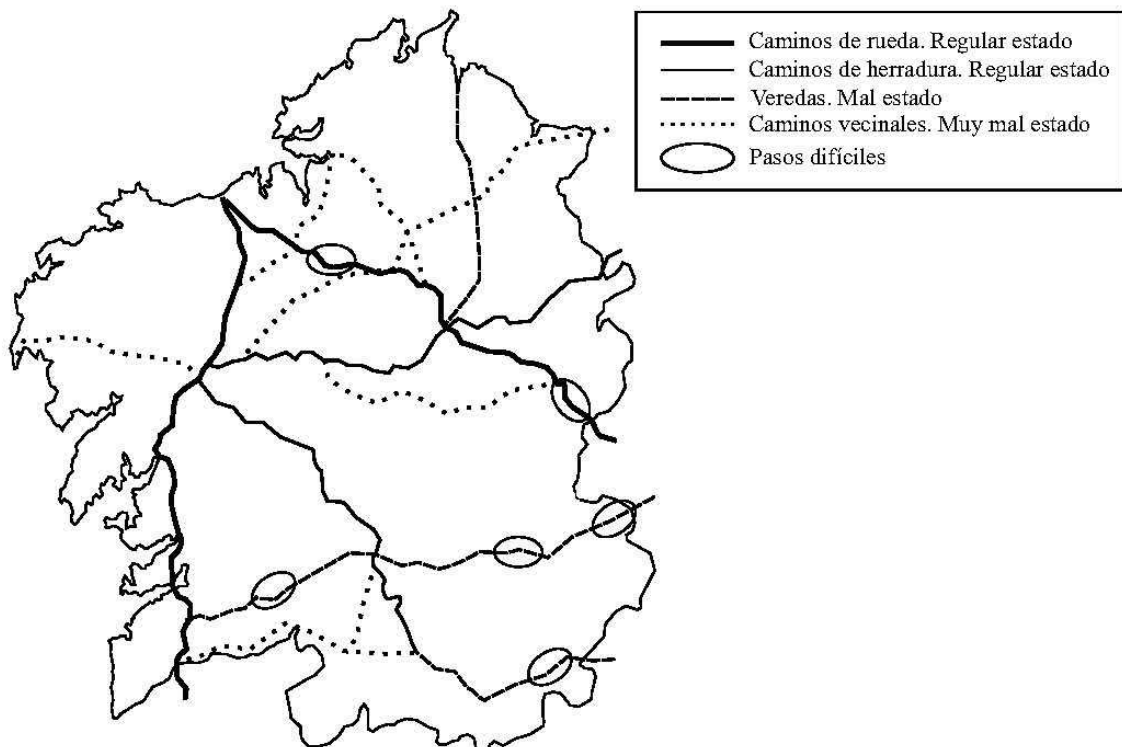 Caminos de rueda. Regular estado
Caminos de herradura. Regular estado
Veredas. Mal estado
Caminos vecinales. Muy mal estado
Pasos difíciles